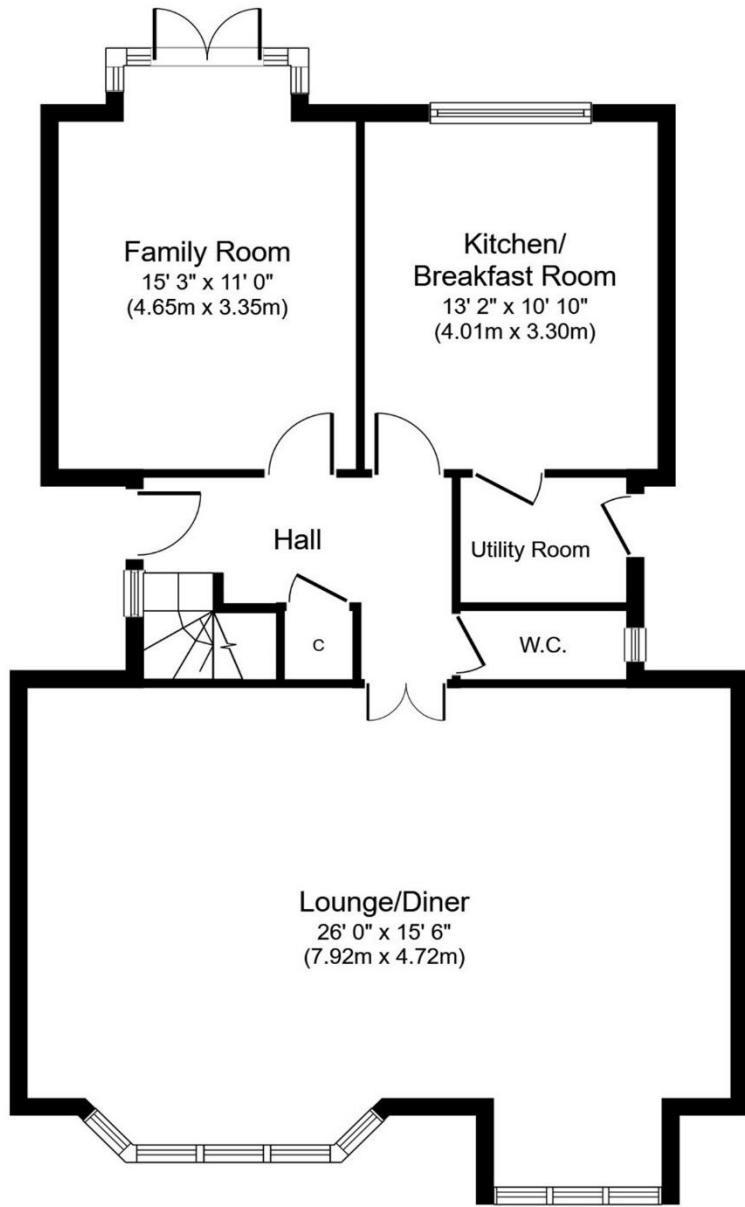 Family Room
15' 3" x 11' 0"
(4.65m x 3.35m)
Kitchen/
Breakfast Room
13' 2" x 10' 10"
(4.01m x 3.30m)
Hall
Utility Room
C
W.C.
Lounge/Diner
26' 0" x 15' 6"
(7.92m x 4.72m)